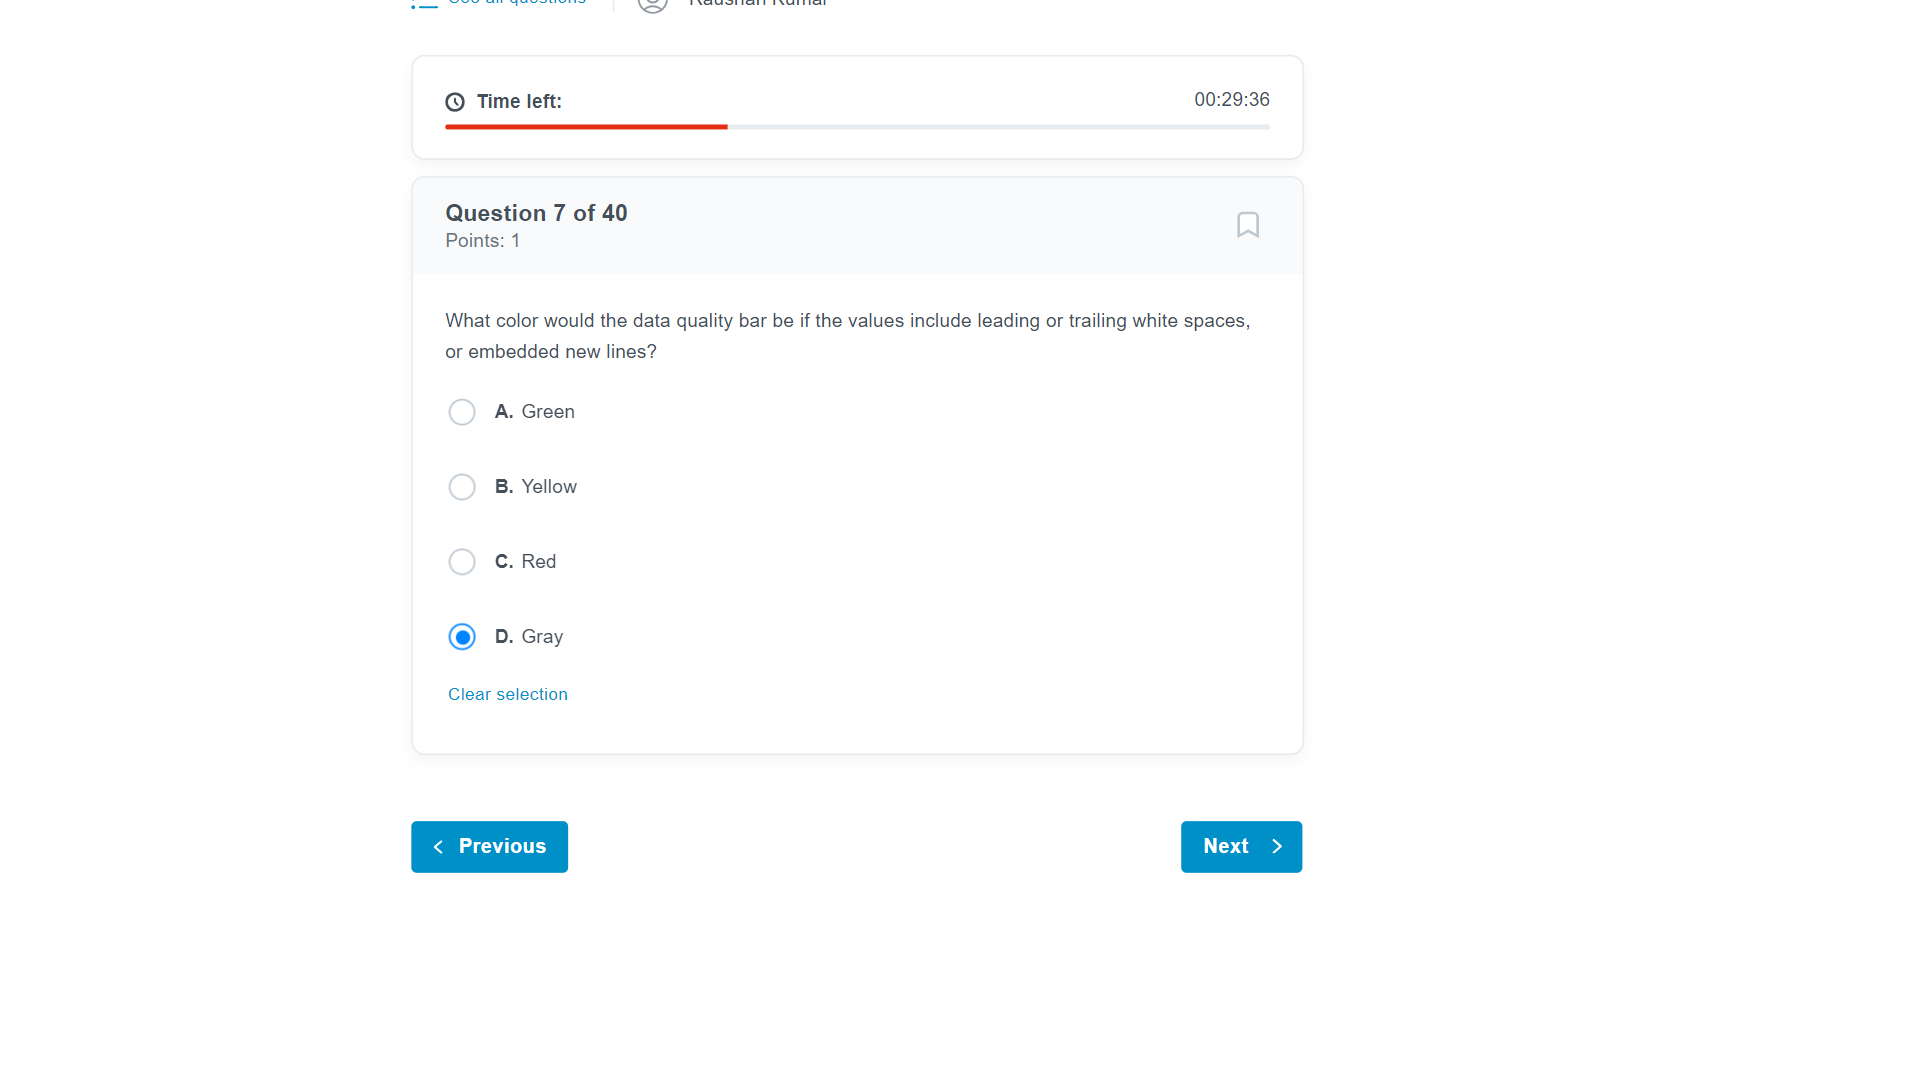 See all questions
Raushan Kumar
Time left:
00:29:36
Question 7 of 40
Points: 1
What color would the data quality bar be if the values include leading or trailing white spaces,
or embedded new lines?
A. Green
B. Yellow
C. Red
D. Gray
Clear selection
Previous
Next